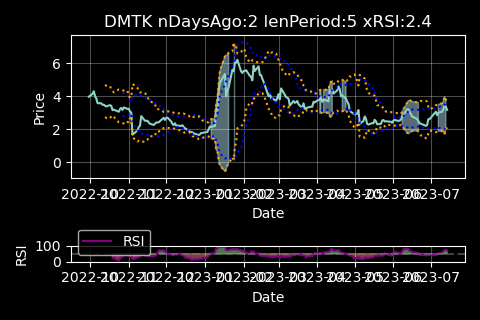 DMTK nDaysAgo:2 lenPeriod:5 xRSI:2.4
Price
6
4
2
0
2022-10 2022-11 2022-12 2023-01 2023-02 2023-03 2023-04 2023-05 2023-06 2023-07
Date
RSI
RSI
100
0
2022-10 2022-11 2022-12 2023-01 2023-02 2023-03 2023-04 2023-05 2023-06 2023-07
Date